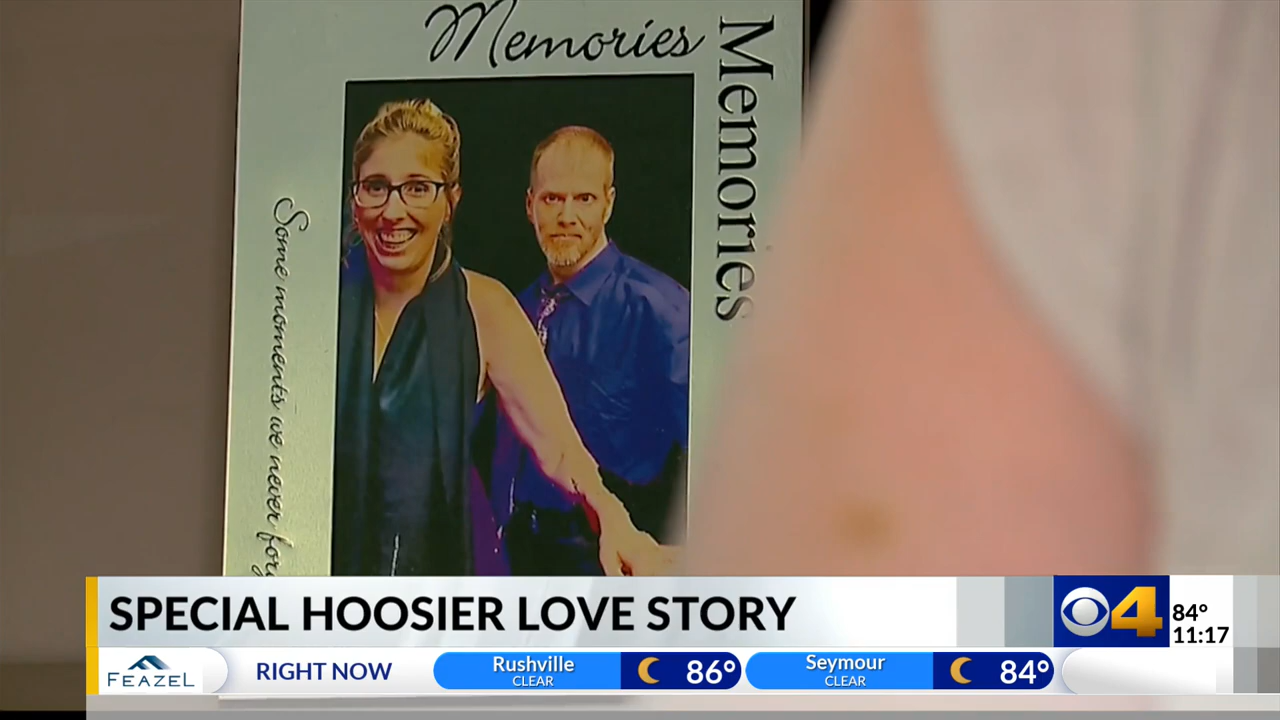 Memories
Memories
Some moments we never
SPECIAL HOOSIER LOVE STORY
4
84°
11:17
FEAZEL
RIGHT NOW
Rushville
CLEAR
86°
Seymour
CLEAR
84°